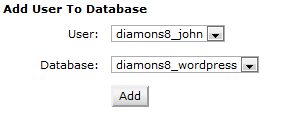 Add User To Database
User: diamons8_john
Database: diamons8_wordpress
Add